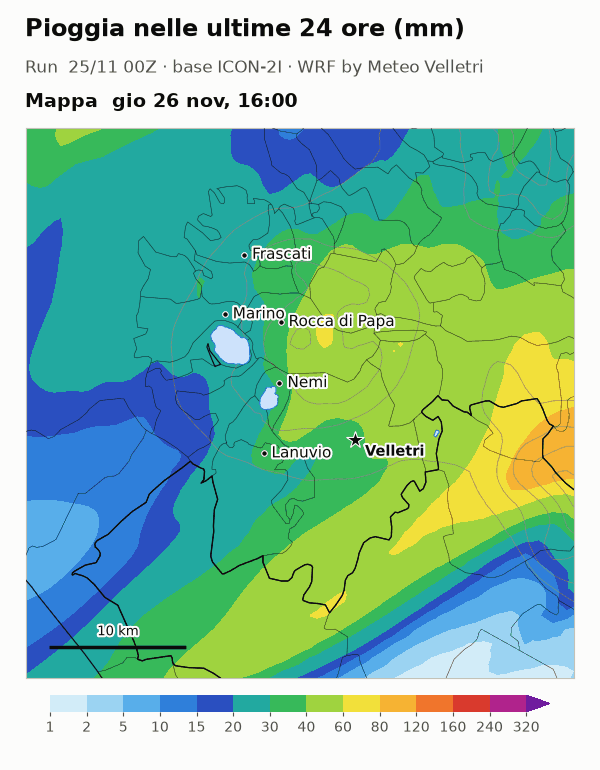 Pioggia nelle ultime 24 ore (mm)
Run  25/11 00Z · base ICON-2I · WRF by Meteo Velletri
Mappa  gio 26 nov, 16:00
Frascati
Marino
Rocca di Papa
Nemi
Lanuvio
Velletri
10 km
1 2 5 10 15 20 30 40 60 80 120 160 240 320